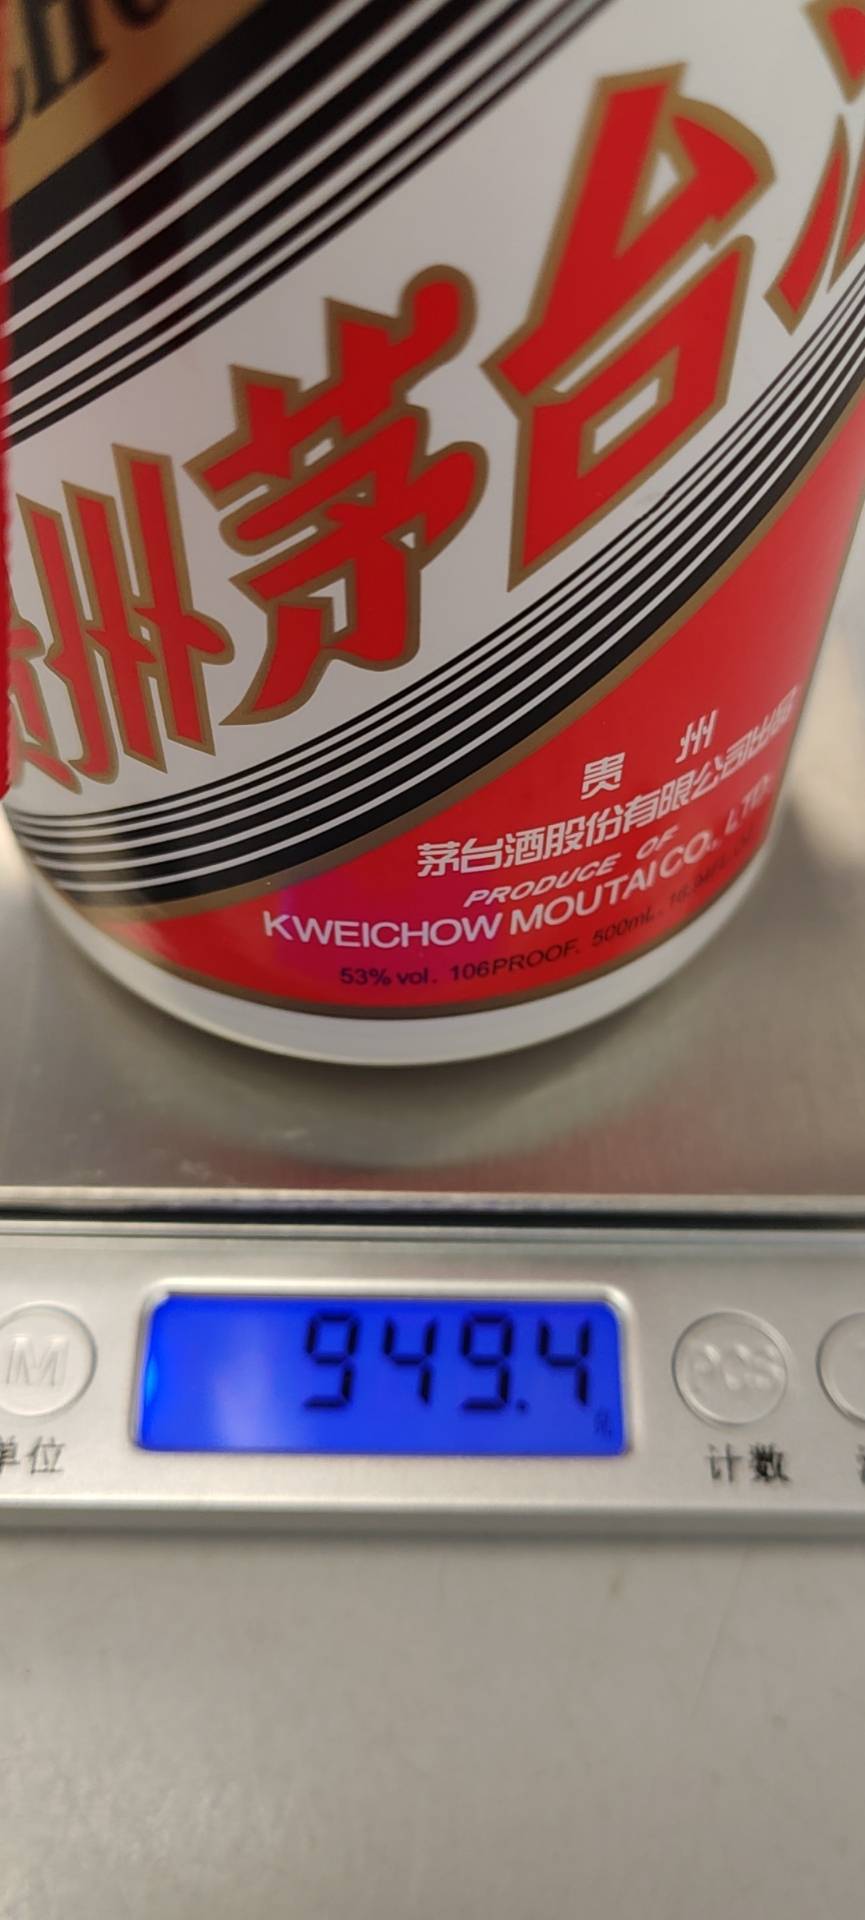 州茅台
贵 州
茅台酒股份有限公司出品
PRODUCE OF
KWEICHOW MOUTAI CO., LTD.
53% vol. 106PROOF. 500mL.
949.4
M
PCS
单位
计数